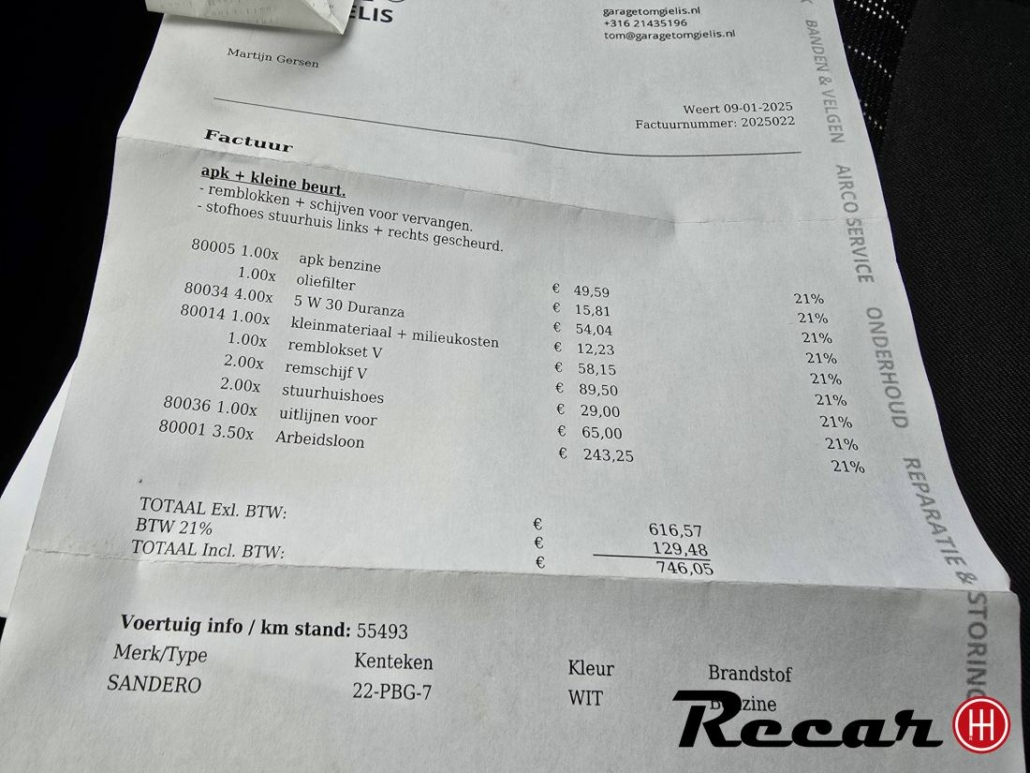 ELIS
garagetomgielis.nl
+316 21435196
tom@garagetomgielis.nl
Martijn Gersen
Weert 09-01-2025
Factuurnummer: 2025022
Factuur
apk + kleine beurt.
- remblokken + schijven voor vervangen.
- stofhoes stuurhuis links + rechts gescheurd.
80005 1.00x apk benzine € 49,59 21%
1.00x oliefilter € 15,81 21%
80034 4.00x 5 W 30 Duranza € 54,04 21%
80014 1.00x kleinmateriaal + milieukosten € 12,23 21%
1.00x remblokset V € 58,15 21%
2.00x remschijf V € 89,50 21%
2.00x stuurhuishoes € 29,00 21%
80036 1.00x uitlijnen voor € 65,00 21%
80001 3.50x Arbeidsloon € 243,25 21%
TOTAAL Exl. BTW: € 616,57
BTW 21% € 129,48
TOTAAL Incl. BTW: € 746,05
Voertuig info / km stand: 55493
Merk/Type Kenteken Kleur Brandstof
SANDERO 22-PBG-7 WIT
BANDEN & VELGEN AIRCO SERVICE ONDERHOUD REPARATIE & STORING
Recar H